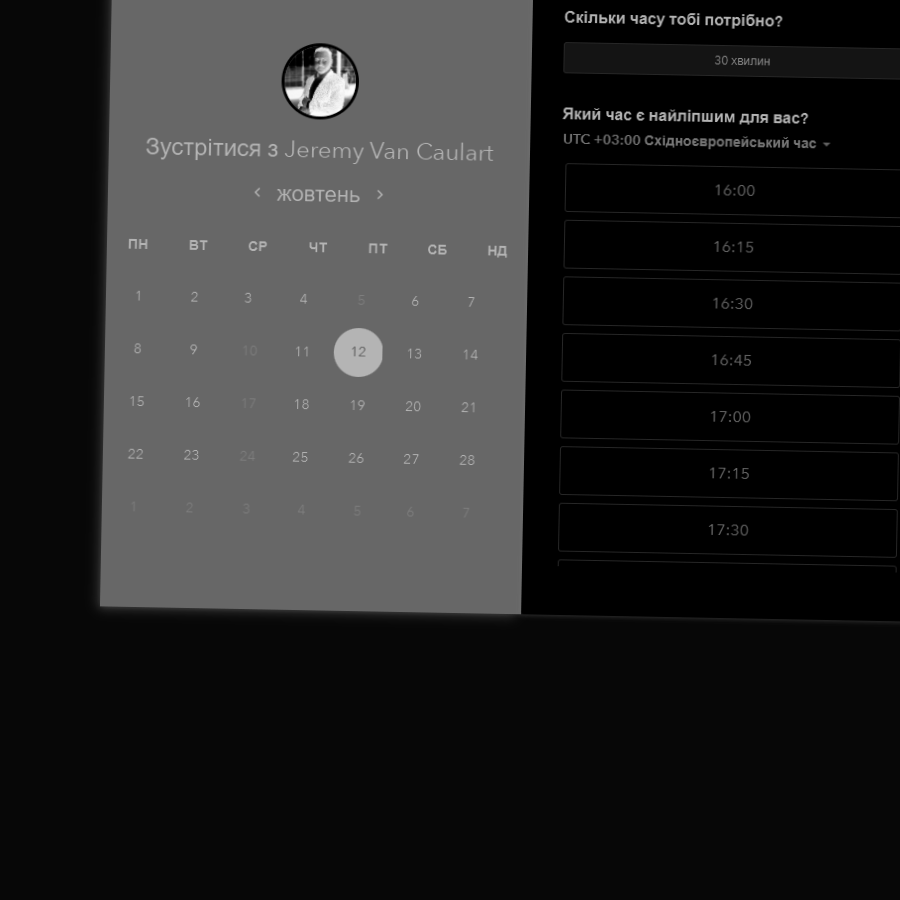 Зустрітися з Jeremy Van Caulart
жовтень
ПН ВТ СР ЧТ ПТ СБ НД
1 2 3 4 5 6 7
8 9 10 11 12 13 14
15 16 17 18 19 20 21
22 23 24 25 26 27 28
1 2 3 4 5 6 7
Скільки часу тобі потрібно?
30 хвилин
Який час є найліпшим для вас?
UTC +03:00 Східноєвропейський час
16:00
16:15
16:30
16:45
17:00
17:15
17:30